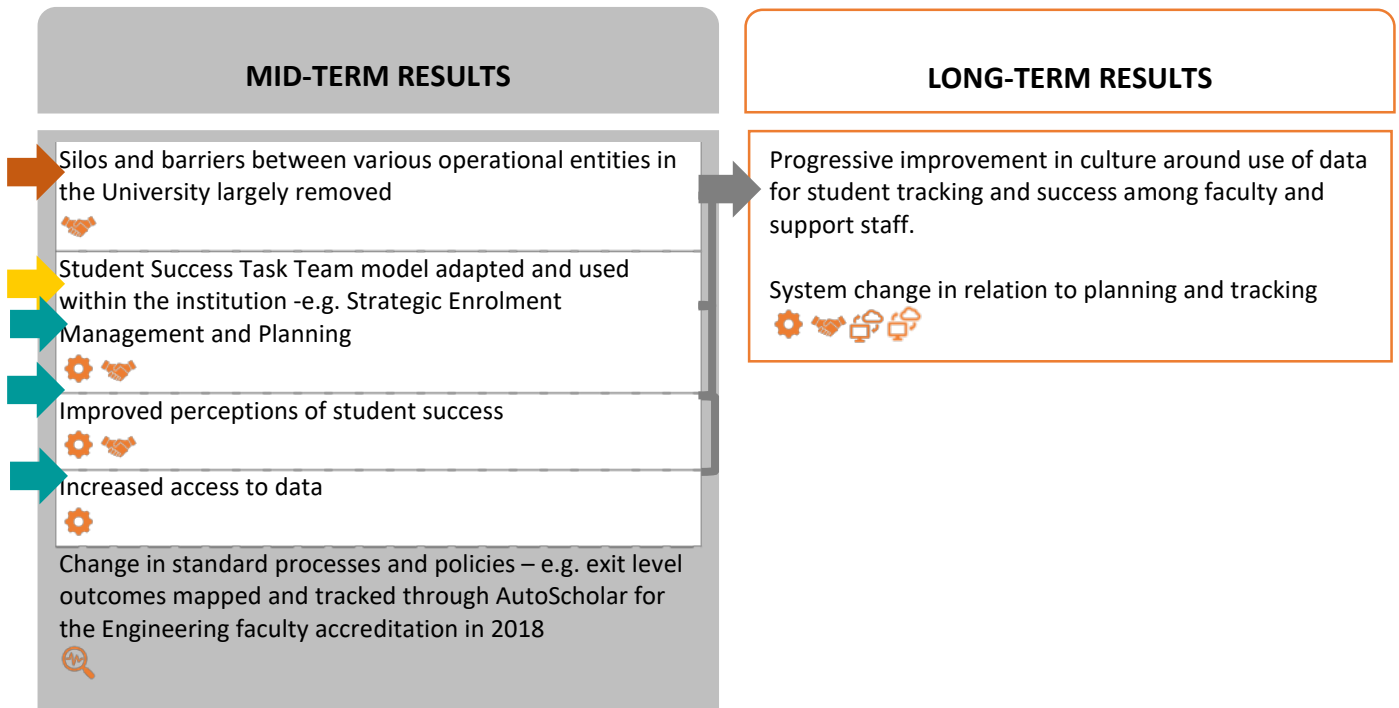 MID-TERM RESULTS
Silos and barriers between various operational entities in
the University largely removed
Student Success Task Team model adapted and used
within the institution -e.g. Strategic Enrolment
Management and Planning
Improved perceptions of student success
Increased access to data
Change in standard processes and policies – e.g. exit level
outcomes mapped and tracked through AutoScholar for
the Engineering faculty accreditation in 2018
LONG-TERM RESULTS
Progressive improvement in culture around use of data
for student tracking and success among faculty and
support staff.
System change in relation to planning and tracking